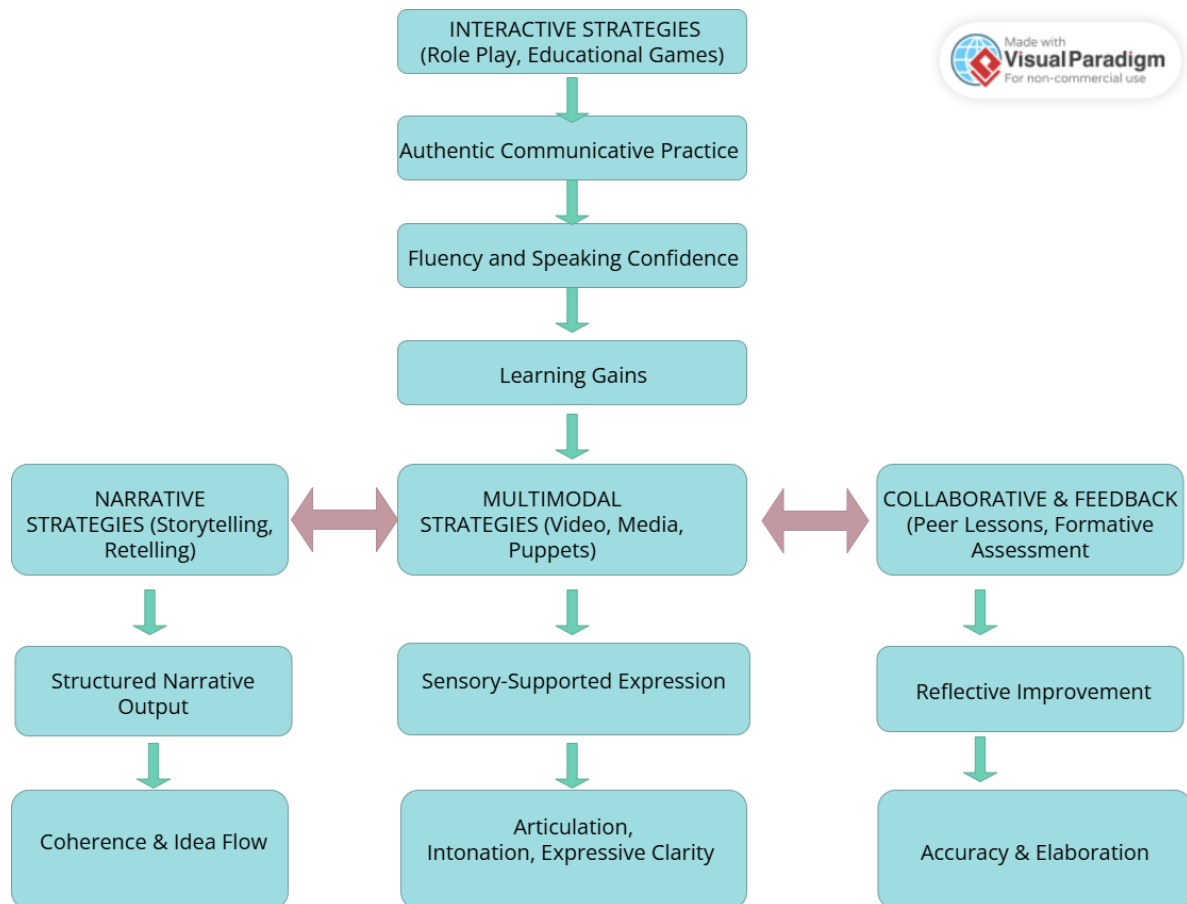 INTERACTIVE STRATEGIES
(Role Play, Educational Games)
Made with
Visual Paradigm
For non-commercial use
Authentic Communicative Practice
Fluency and Speaking Confidence
Learning Gains
NARRATIVE
STRATEGIES (Storytelling,
Retelling)
MULTIMODAL
STRATEGIES (Video, Media,
Puppets)
COLLABORATIVE & FEEDBACK
(Peer Lessons, Formative
Assessment
Structured Narrative
Output
Sensory-Supported Expression
Reflective Improvement
Coherence & Idea Flow
Articulation,
Intonation, Expressive Clarity
Accuracy & Elaboration